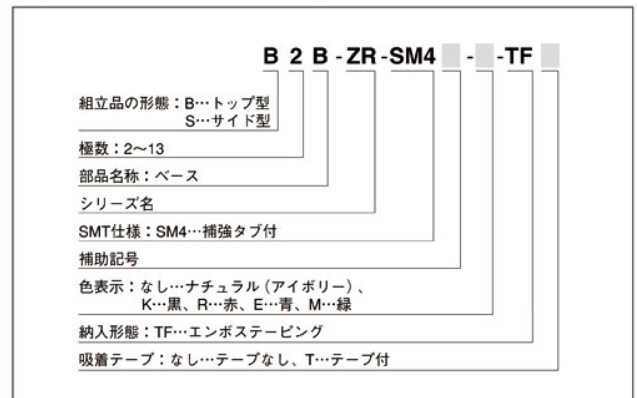 B 2 B - ZR - SM4 - - TF
組立品の形態：B…トップ型
S…サイド型
極数：2〜13
部品名称：ベース
シリーズ名
SMT仕様：SM4…補強タブ付
補助記号
色表示：なし…ナチュラル（アイボリー）、
K…黒、R…赤、E…青、M…緑
納入形態：TF…エンボステーピング
吸着テープ：なし…テープなし、T…テープ付